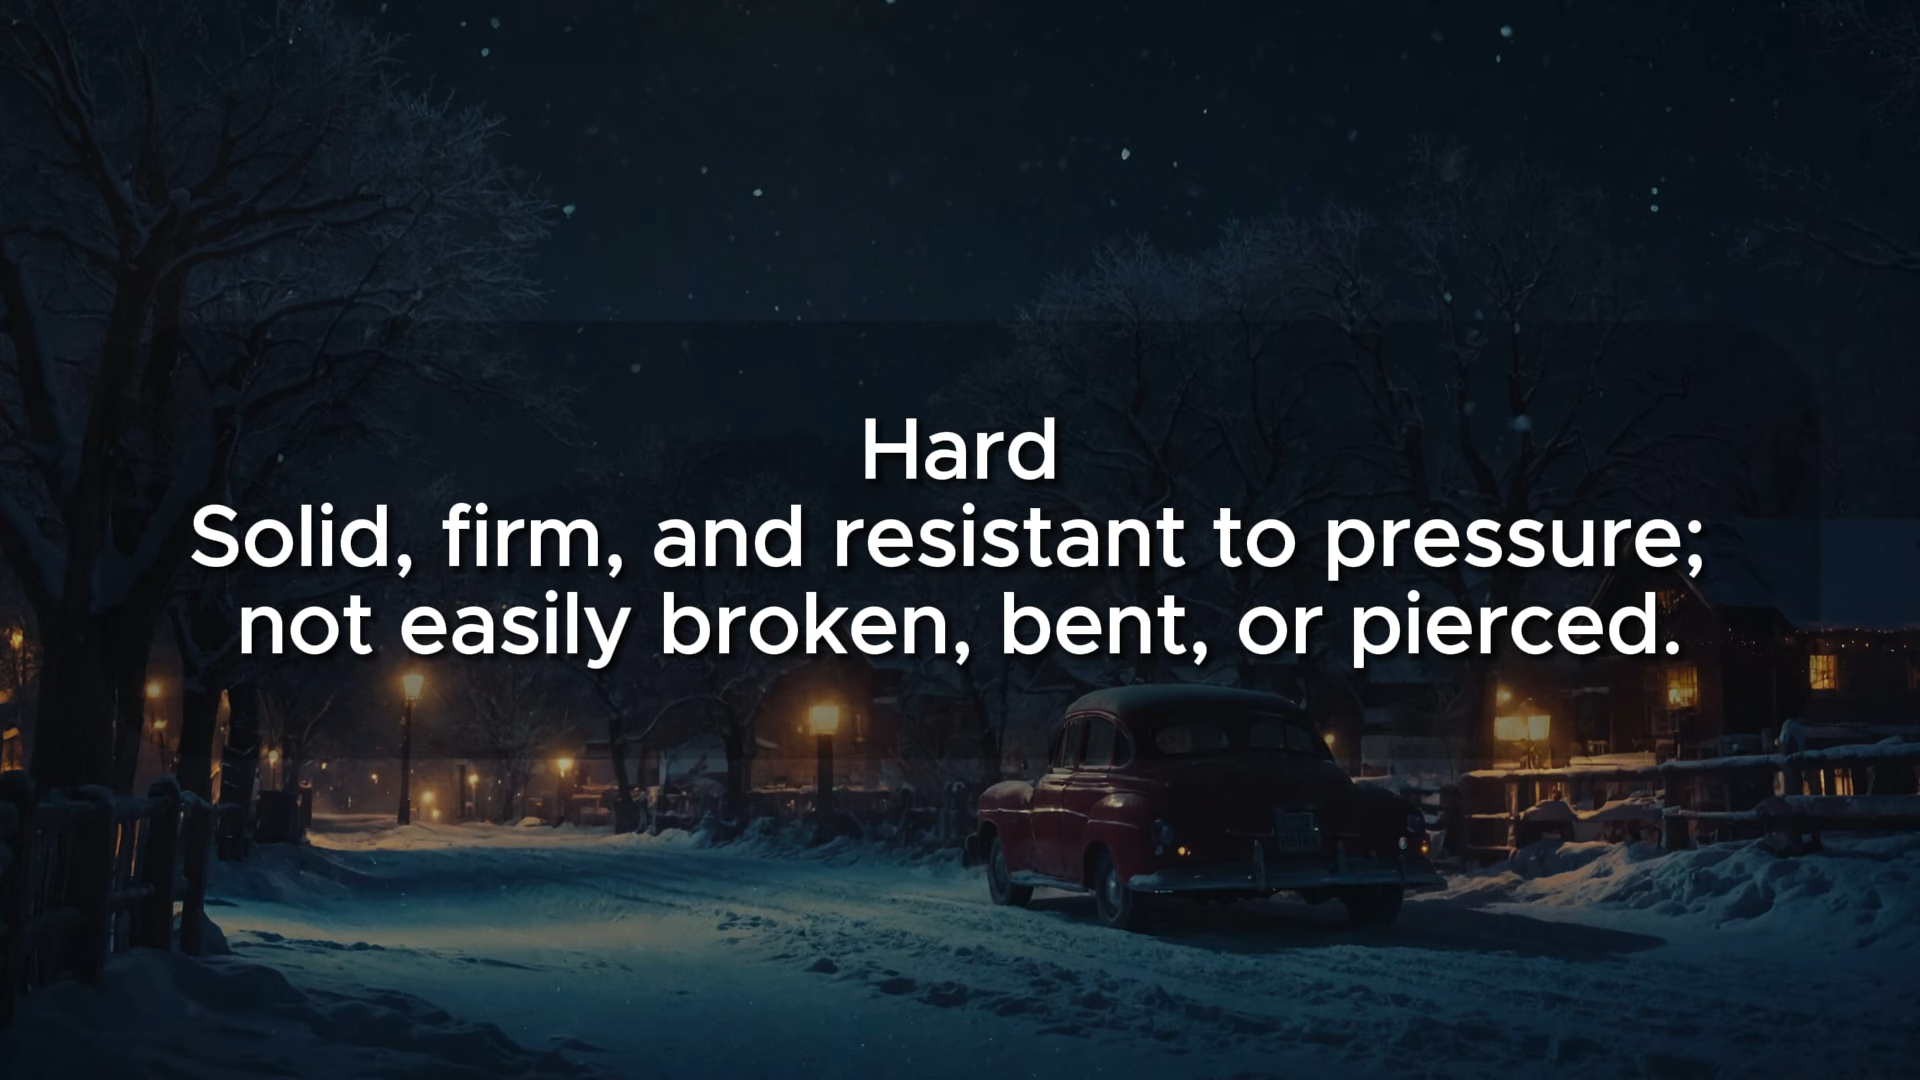 Hard
Solid, firm, and resistant to pressure;
not easily broken, bent, or pierced.